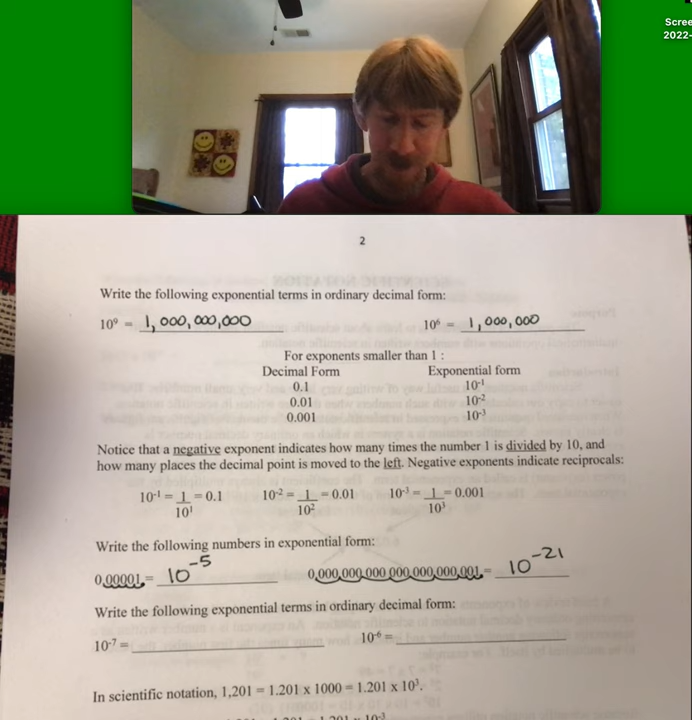 Scree
2022-
2
Write the following exponential terms in ordinary decimal form:
10⁹ = 1,000,000,000 10⁶ = 1,000,000
For exponents smaller than 1 :
Decimal Form Exponential form
0.1 10⁻¹
0.01 10⁻²
0.001 10⁻³
Notice that a negative exponent indicates how many times the number 1 is divided by 10, and
how many places the decimal point is moved to the left. Negative exponents indicate reciprocals:
10⁻¹ = 1 = 0.1 10⁻² = 1 = 0.01 10⁻³ = 1 = 0.001
10¹ 10² 10³
Write the following numbers in exponential form:
0.00001 = 10⁻⁵ 0.000,000,000 000,000,000,001 = 10⁻²¹
Write the following exponential terms in ordinary decimal form:
10⁻⁷ = 10⁻⁶ =
In scientific notation, 1,201 = 1.201 x 1000 = 1.201 x 10³.
1.201 x 10⁻³